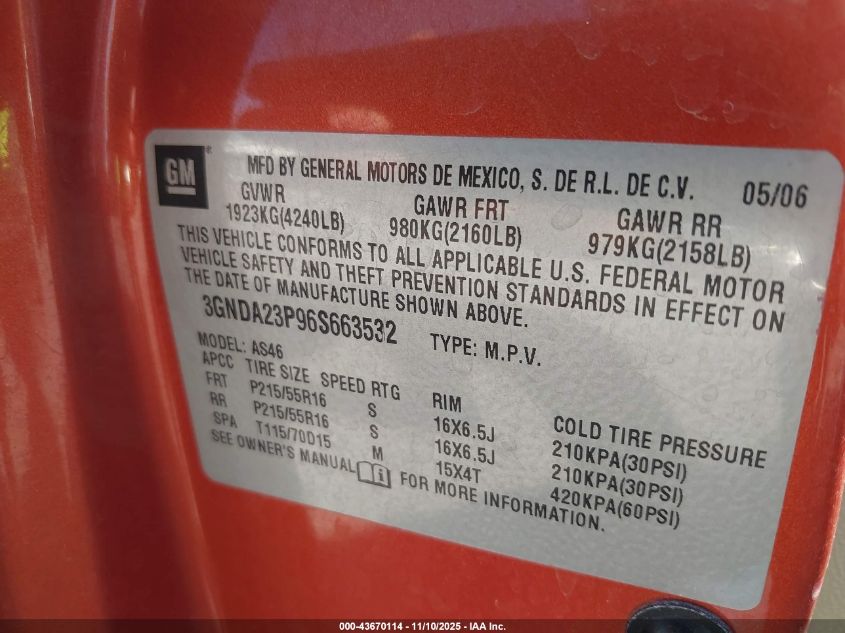 GM MFD BY GENERAL MOTORS DE MEXICO, S. DE R.L. DE C.V. 05/06
GVWR GAWR FRT GAWR RR
1923KG(4240LB) 980KG(2160LB) 979KG(2158LB)
THIS VEHICLE CONFORMS TO ALL APPLICABLE U.S. FEDERAL MOTOR
VEHICLE SAFETY AND THEFT PREVENTION STANDARDS IN EFFECT ON
THE DATE OF MANUFACTURE SHOWN ABOVE.
3GNDA23P96S663532 TYPE: M.P.V.
MODEL: AS46
APCC TIRE SIZE SPEED RTG RIM COLD TIRE PRESSURE
FRT P215/55R16 S 16X6.5J 210KPA(30PSI)
RR P215/55R16 S 16X6.5J 210KPA(30PSI)
SPA T115/70D15 M 15X4T 420KPA(60PSI)
SEE OWNER'S MANUAL FOR MORE INFORMATION.
000-43670114 - 11/10/2025 - IAA Inc.